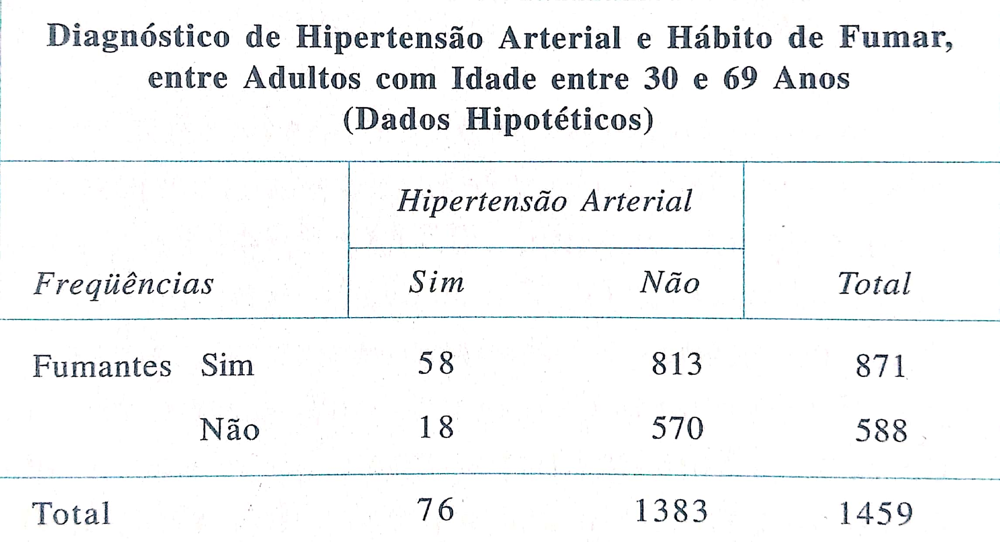 Diagnóstico de Hipertensão Arterial e Hábito de Fumar,
entre Adultos com Idade entre 30 e 69 Anos
(Dados Hipotéticos)
Hipertensão Arterial
Freqüências Sim Não Total
Fumantes Sim 58 813 871
Não 18 570 588
Total 76 1383 1459